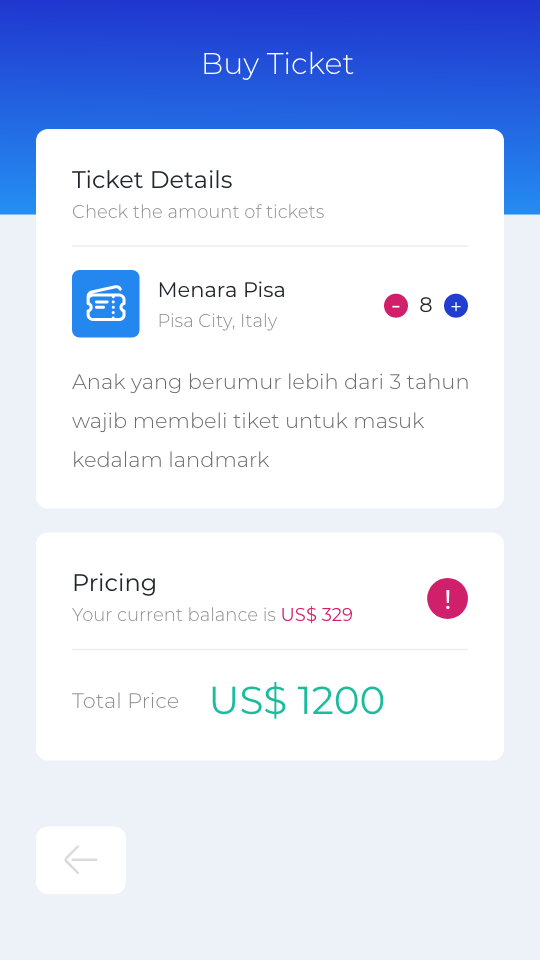 Buy Ticket
Ticket Details
Check the amount of tickets
Menara Pisa
Pisa City, Italy
- 8 +
Anak yang berumur lebih dari 3 tahun
wajib membeli tiket untuk masuk
kedalam landmark
Pricing
Your current balance is US$ 329
!
Total Price US$ 1200